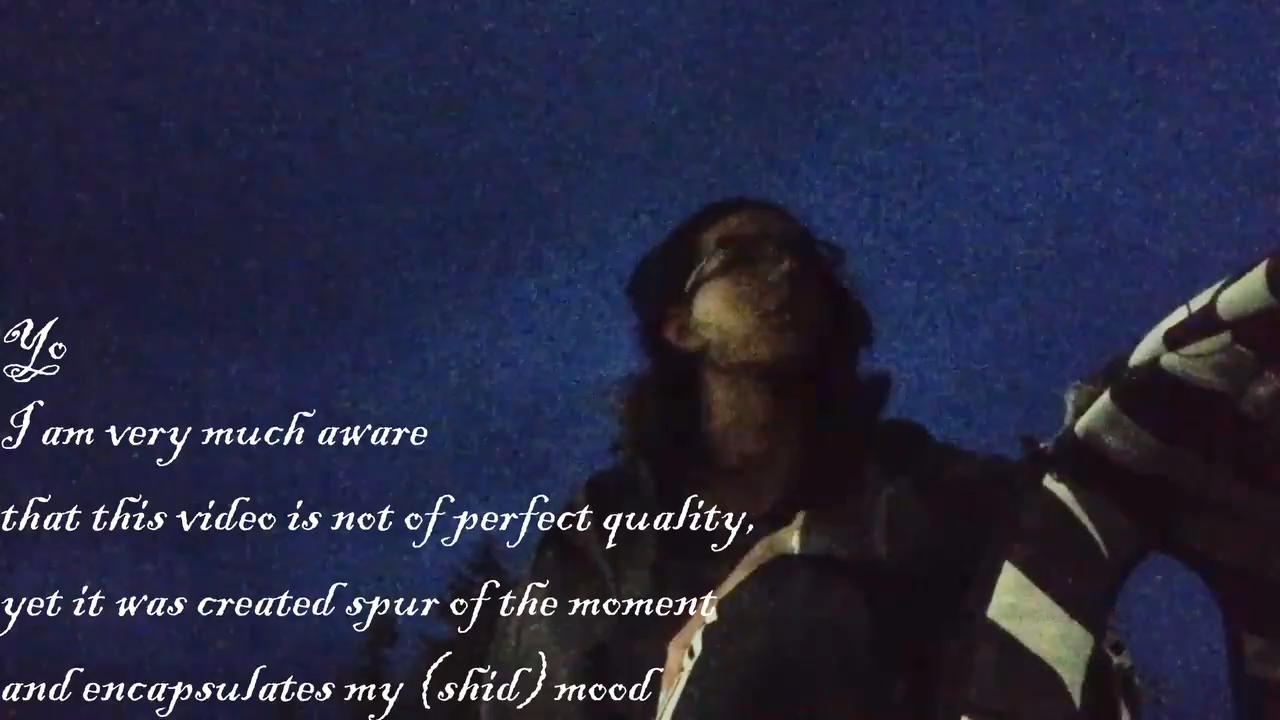 Yo
I am very much aware
that this video is not of perfect quality,
yet it was created spur of the moment
and encapsulates my (shid) mood